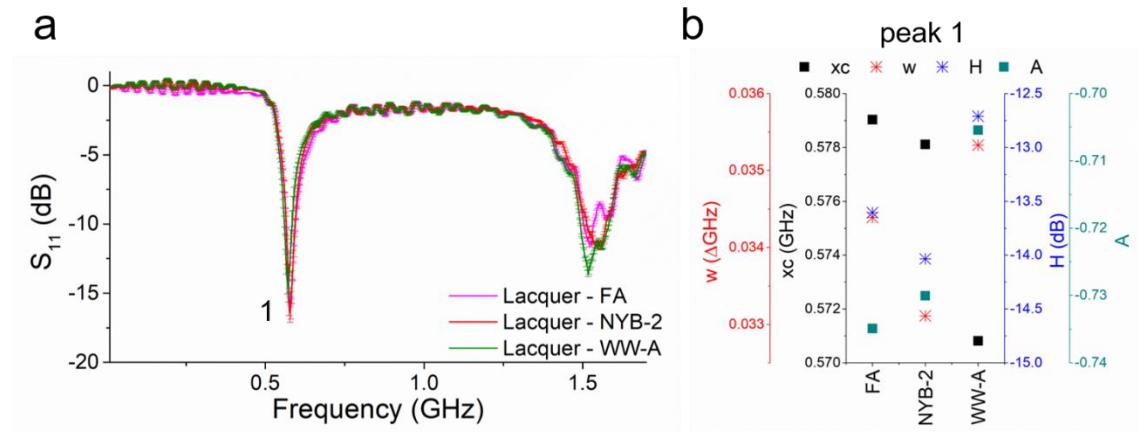 a
0
-5
-10
-15
-20
S11 (dB)
1
Lacquer - FA
Lacquer - NYB-2
Lacquer - WW-A
0.5
1.0
1.5
Frequency (GHz)
b
peak 1
xc w H A
0.036
0.035
0.034
0.033
w (ΔGHz)
0.580
0.578
0.576
0.574
0.572
0.570
xc (GHz)
-12.5
-13.0
-13.5
-14.0
-14.5
-15.0
H (dB)
-0.70
-0.71
-0.72
-0.73
-0.74
A
FA
NYB-2
WW-A